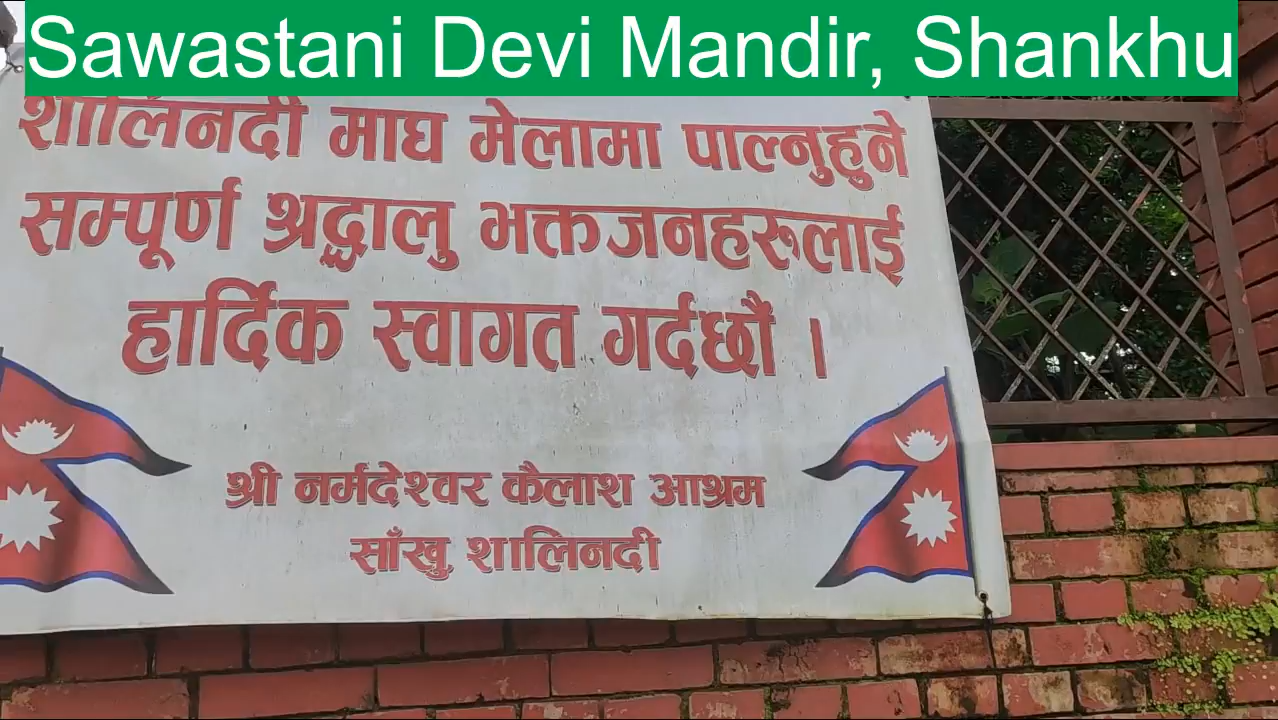 Sawastani Devi Mandir, Shankhu
शालिनदी माघ मेलामा पाल्नुहुने
सम्पूर्ण श्रद्धालु भक्तजनहरूलाई
हार्दिक स्वागत गर्दछौं ।
श्री नर्मदेश्वर कैलाश आश्रम
साँखु शालिनदी